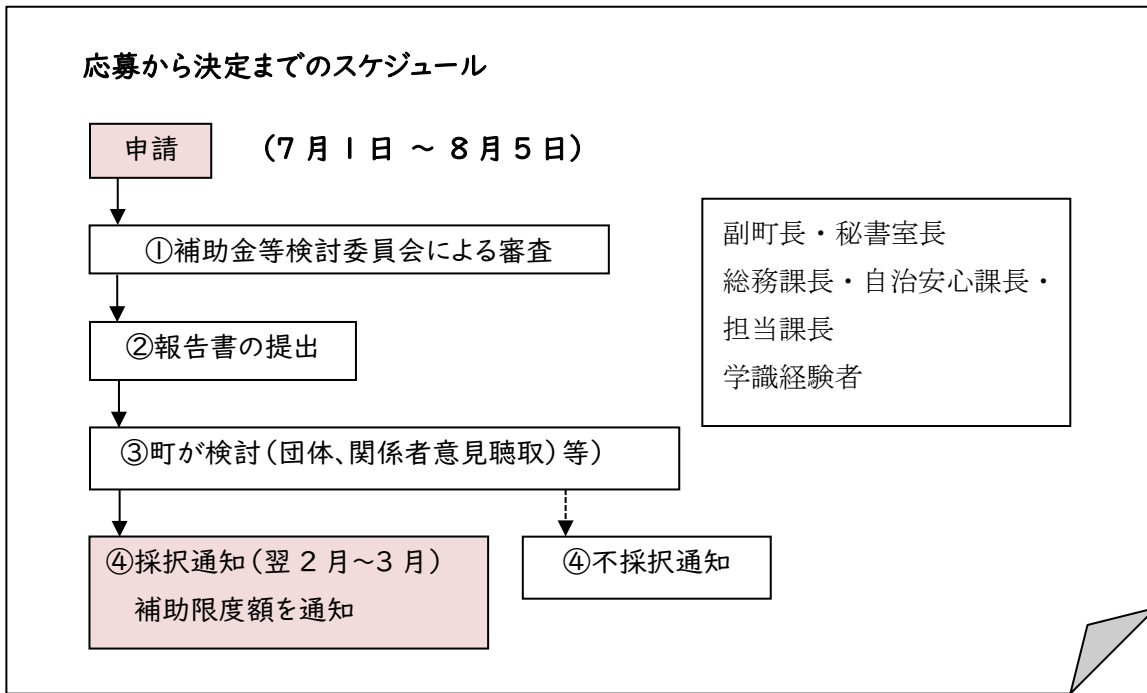 応募から決定までのスケジュール
申請 (7月1日 ～ 8月5日)
①補助金等検討委員会による審査
副町長・秘書室長
総務課長・自治安心課長・
担当課長
学識経験者
②報告書の提出
③町が検討(団体、関係者意見聴取)等)
④採択通知(翌2月～3月)
補助限度額を通知
④不採択通知